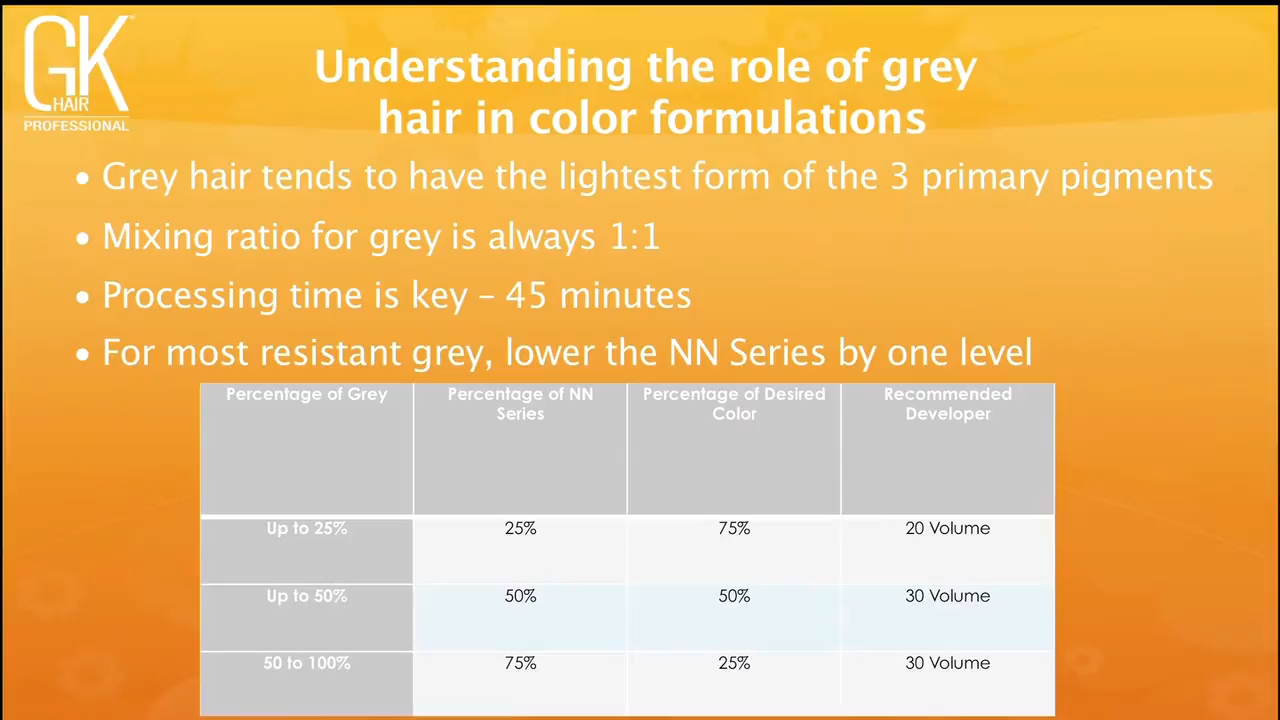 GK
HAIR
PROFESSIONAL
Understanding the role of grey
hair in color formulations
• Grey hair tends to have the lightest form of the 3 primary pigments
• Mixing ratio for grey is always 1:1
• Processing time is key – 45 minutes
• For most resistant grey, lower the NN Series by one level
Percentage of Grey
Percentage of NN
Series
Percentage of Desired
Color
Recommended
Developer
Up to 25% 25% 75% 20 Volume
Up to 50% 50% 50% 30 Volume
50 to 100% 75% 25% 30 Volume